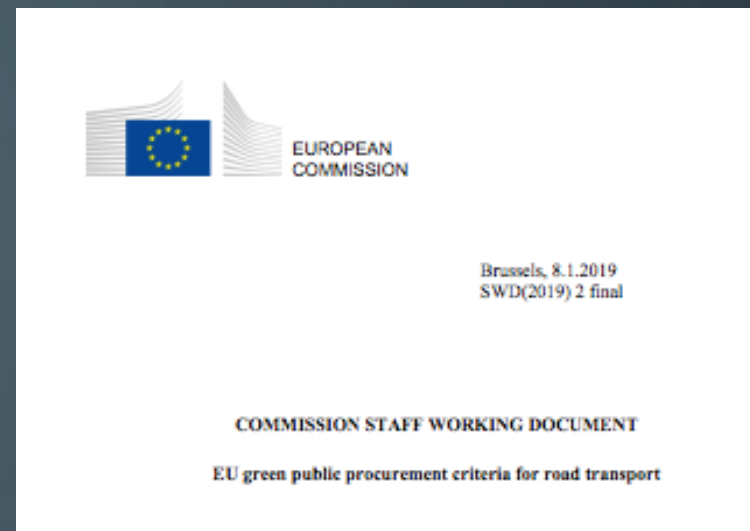 EUROPEAN
COMMISSION
Brussels, 8.1.2019
SWD(2019) 2 final
COMMISSION STAFF WORKING DOCUMENT
EU green public procurement criteria for road transport